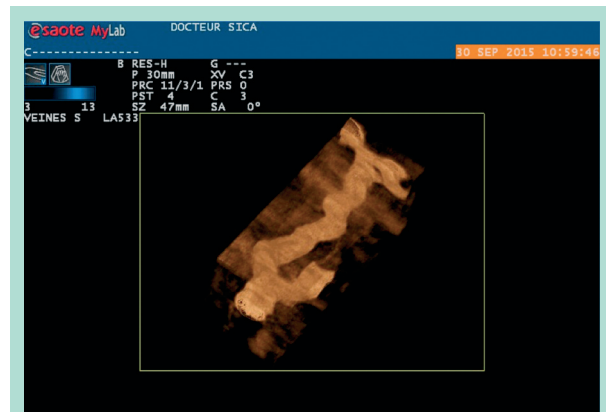 esaote MyLab DOCTEUR SICA
C---------------
30 SEP 2015 10:59:46
B RES-H G ---
P 30mm XV C3
PRC 11/3/1 PRS 0
PST 4 C 3
3 13 SZ 47mm SA 0°
VEINES S LA533